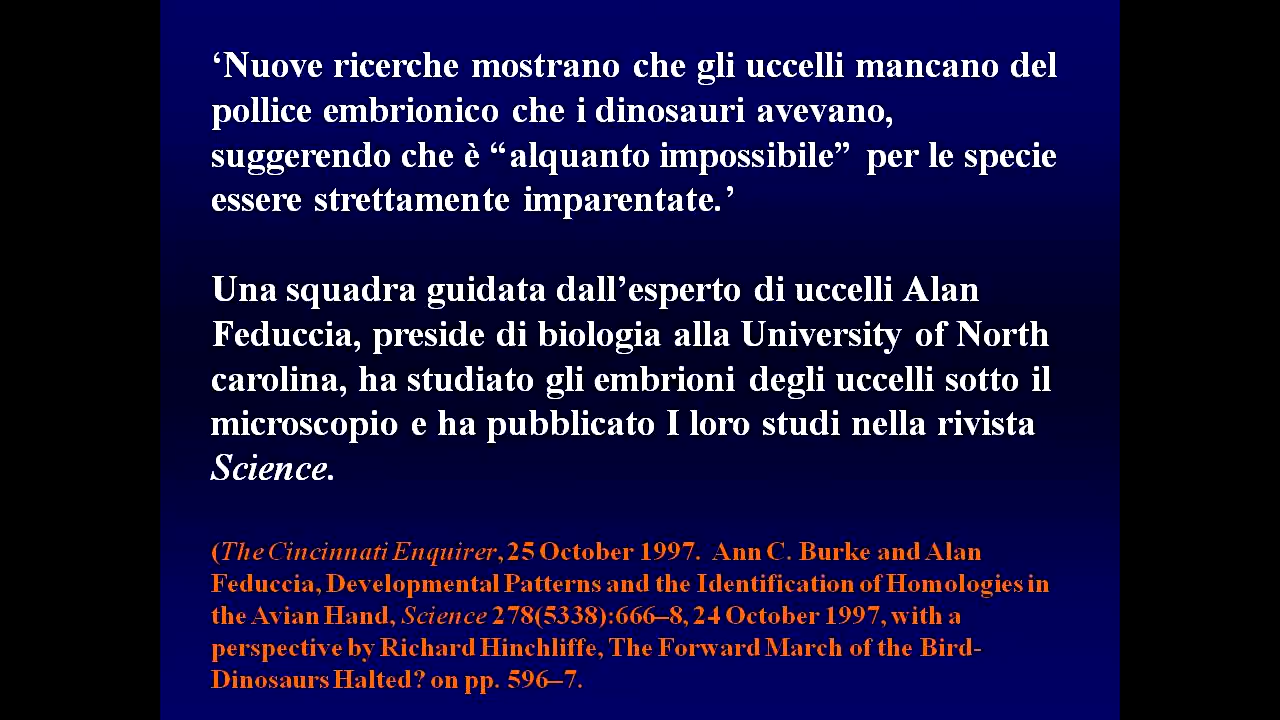 ‘Nuove ricerche mostrano che gli uccelli mancano del
pollice embrionico che i dinosauri avevano,
suggerendo che è “alquanto impossibile” per le specie
essere strettamente imparentate.’
Una squadra guidata dall’esperto di uccelli Alan
Feduccia, preside di biologia alla University of North
carolina, ha studiato gli embrioni degli uccelli sotto il
microscopio e ha pubblicato I loro studi nella rivista
Science.
(The Cincinnati Enquirer, 25 October 1997. Ann C. Burke and Alan
Feduccia, Developmental Patterns and the Identification of Homologies in
the Avian Hand, Science 278(5338):666–8, 24 October 1997, with a
perspective by Richard Hinchliffe, The Forward March of the Bird-
Dinosaurs Halted? on pp. 596–7.